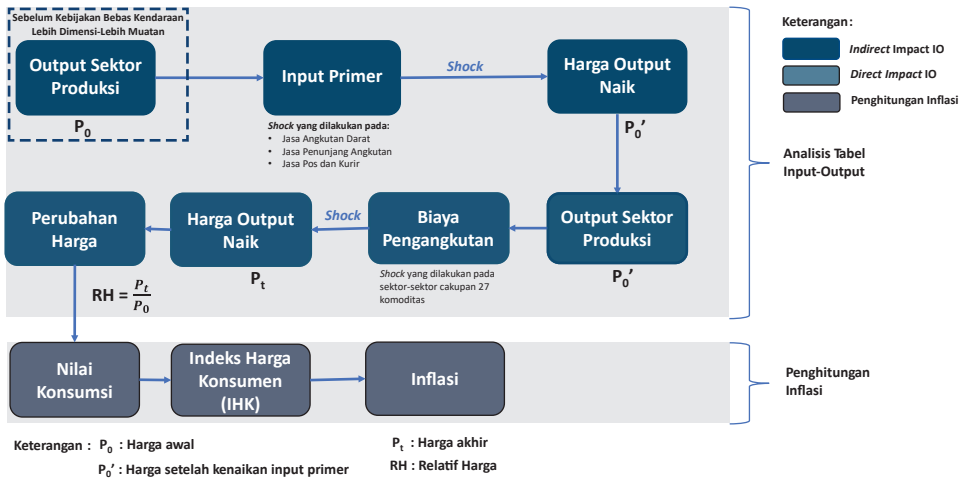 Sebelum Kebijakan Bebas Kendaraan
Lebih Dimensi-Lebih Muatan
Output Sektor
Produksi
P0
Input Primer
Shock
Harga Output
Naik
P0’
Shock yang dilakukan pada:
• Jasa Angkutan Darat
• Jasa Penunjang Angkutan
• Jasa Pos dan Kurir
Keterangan:
Indirect Impact IO
Direct Impact IO
Penghitungan Inflasi
Analisis Tabel
Input-Output
Perubahan
Harga
Harga Output
Naik
Pt
Shock
Biaya
Pengangkutan
Output Sektor
Produksi
P0’
Shock yang dilakukan pada
sektor-sektor cakupan 27
komoditas
RH = Pt/P0
Nilai
Konsumsi
Indeks Harga
Konsumen
(IHK)
Inflasi
Penghitungan
Inflasi
Keterangan : P0 : Harga awal
P0’ : Harga setelah kenaikan input primer
Pt : Harga akhir
RH : Relatif Harga